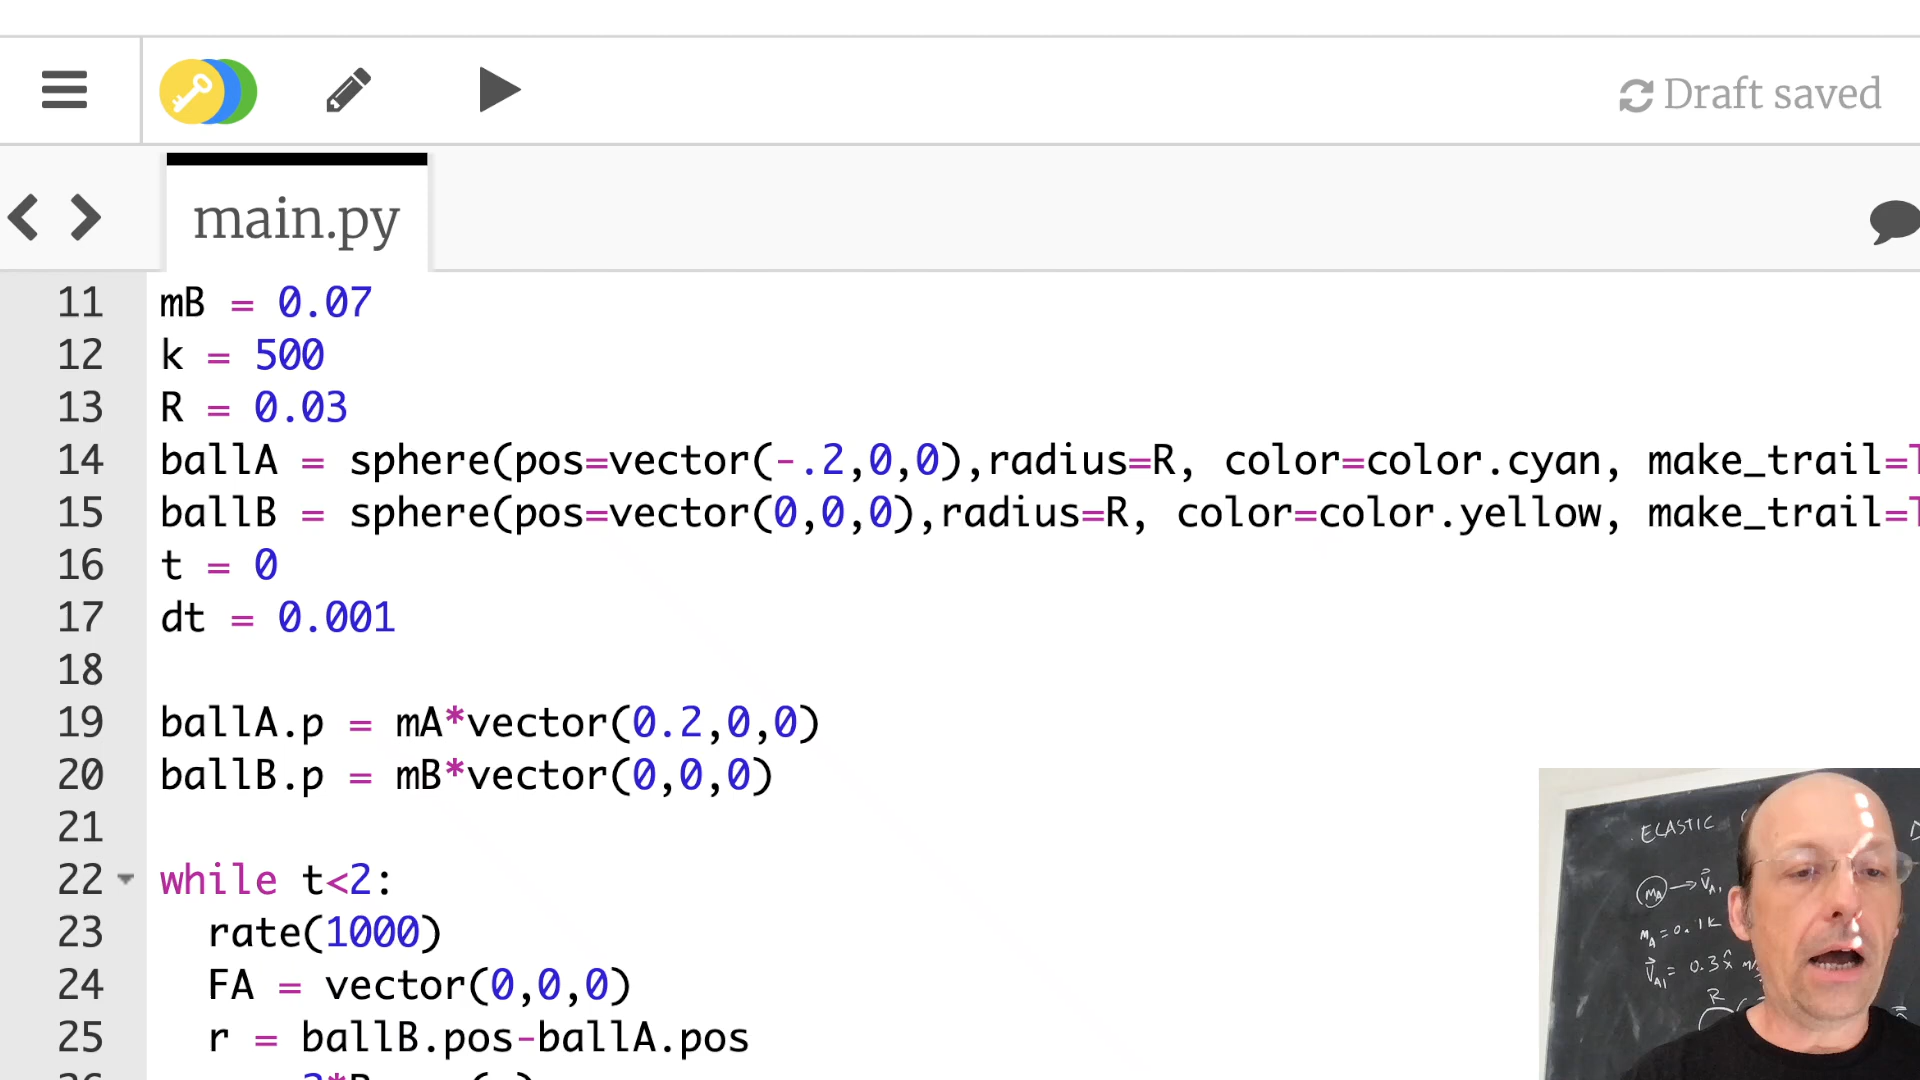 Draft saved
main.py
11 mB = 0.07
12 k = 500
13 R = 0.03
14 ballA = sphere(pos=vector(-.2,0,0),radius=R, color=color.cyan, make_trail=T
15 ballB = sphere(pos=vector(0,0,0),radius=R, color=color.yellow, make_trail=T
16 t = 0
17 dt = 0.001
18
19 ballA.p = mA*vector(0.2,0,0)
20 ballB.p = mB*vector(0,0,0)
21
22 while t<2:
23 rate(1000)
24 FA = vector(0,0,0)
25 r = ballB.pos-ballA.pos
ELASTIC
mA
mA = 0.1k
R